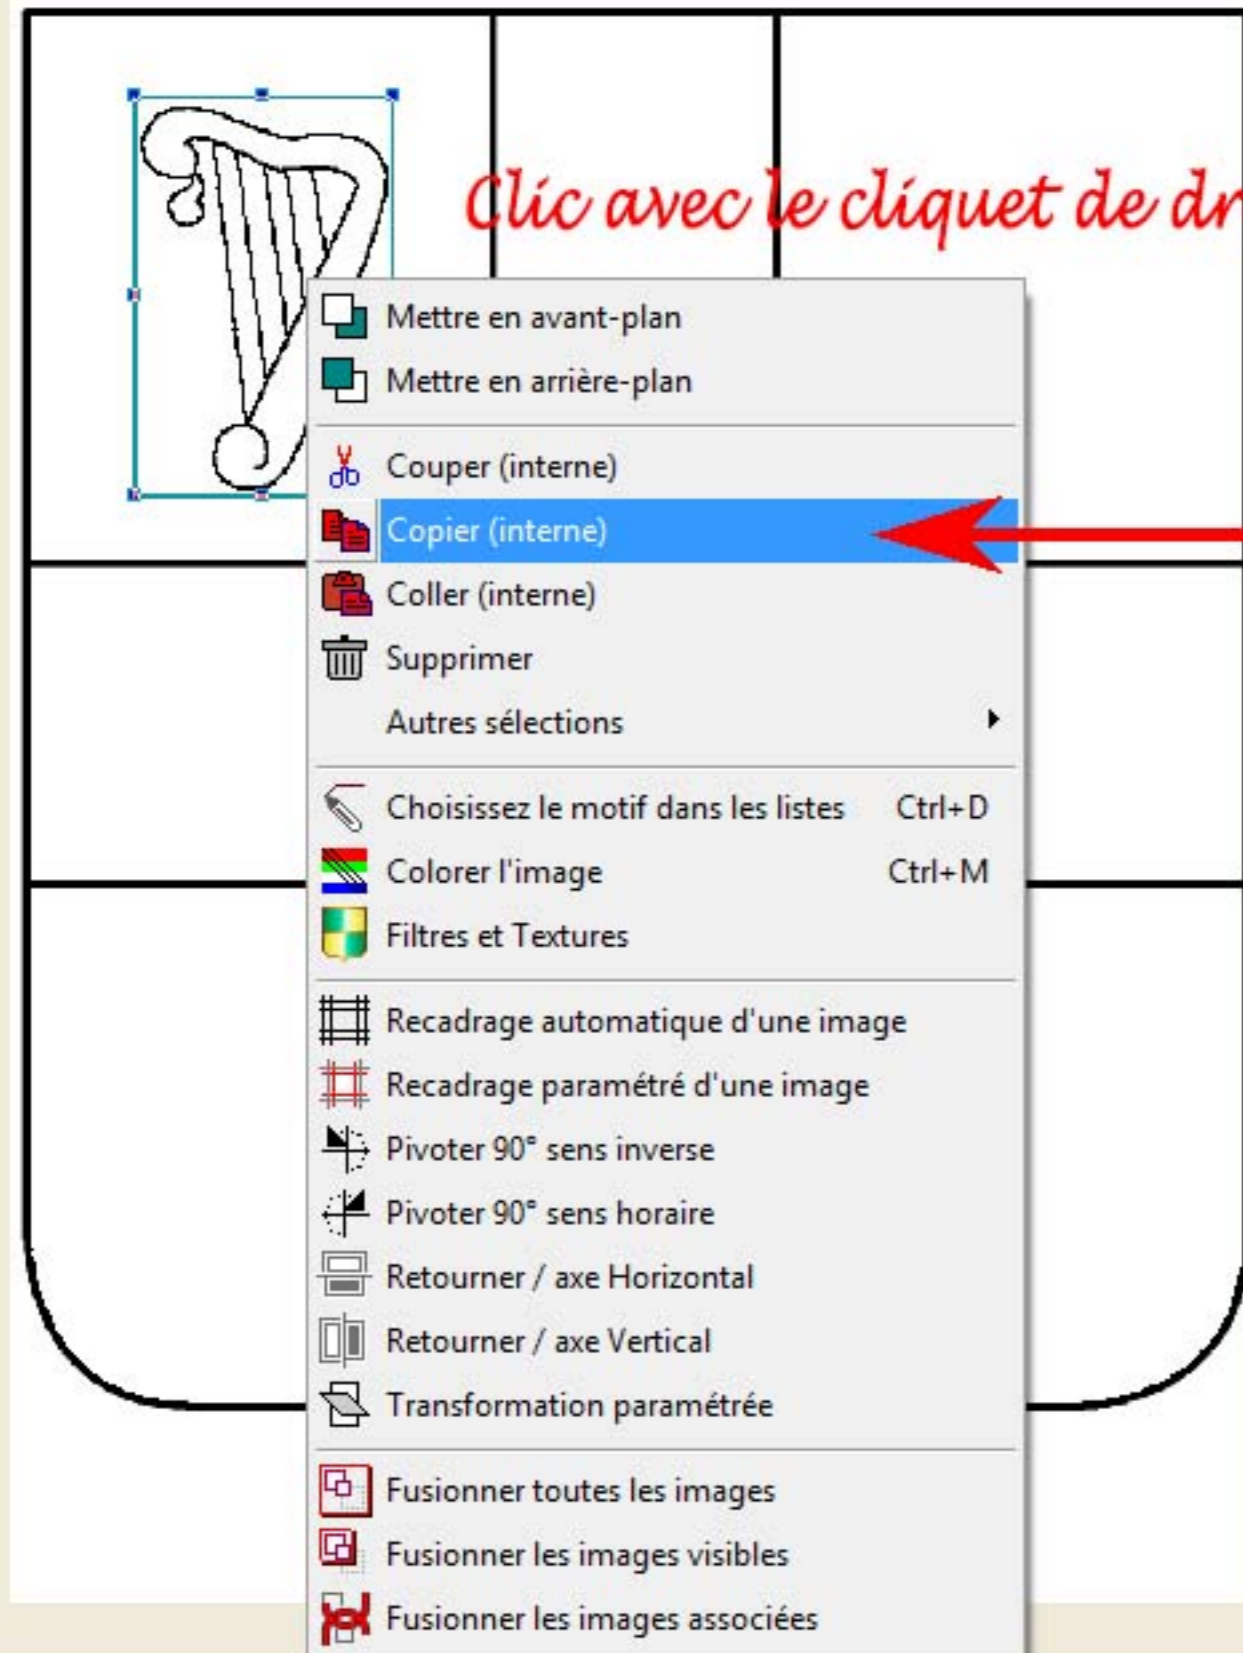 Clic avec le cliquet de dr
Mettre en avant-plan
Mettre en arrière-plan
Couper (interne)
Copier (interne)
Coller (interne)
Supprimer
Autres sélections
Choisissez le motif dans les listes Ctrl+D
Colorer l'image Ctrl+M
Filtres et Textures
Recadrage automatique d'une image
Recadrage paramétré d'une image
Pivoter 90° sens inverse
Pivoter 90° sens horaire
Retourner / axe Horizontal
Retourner / axe Vertical
Transformation paramétrée
Fusionner toutes les images
Fusionner les images visibles
Fusionner les images associées